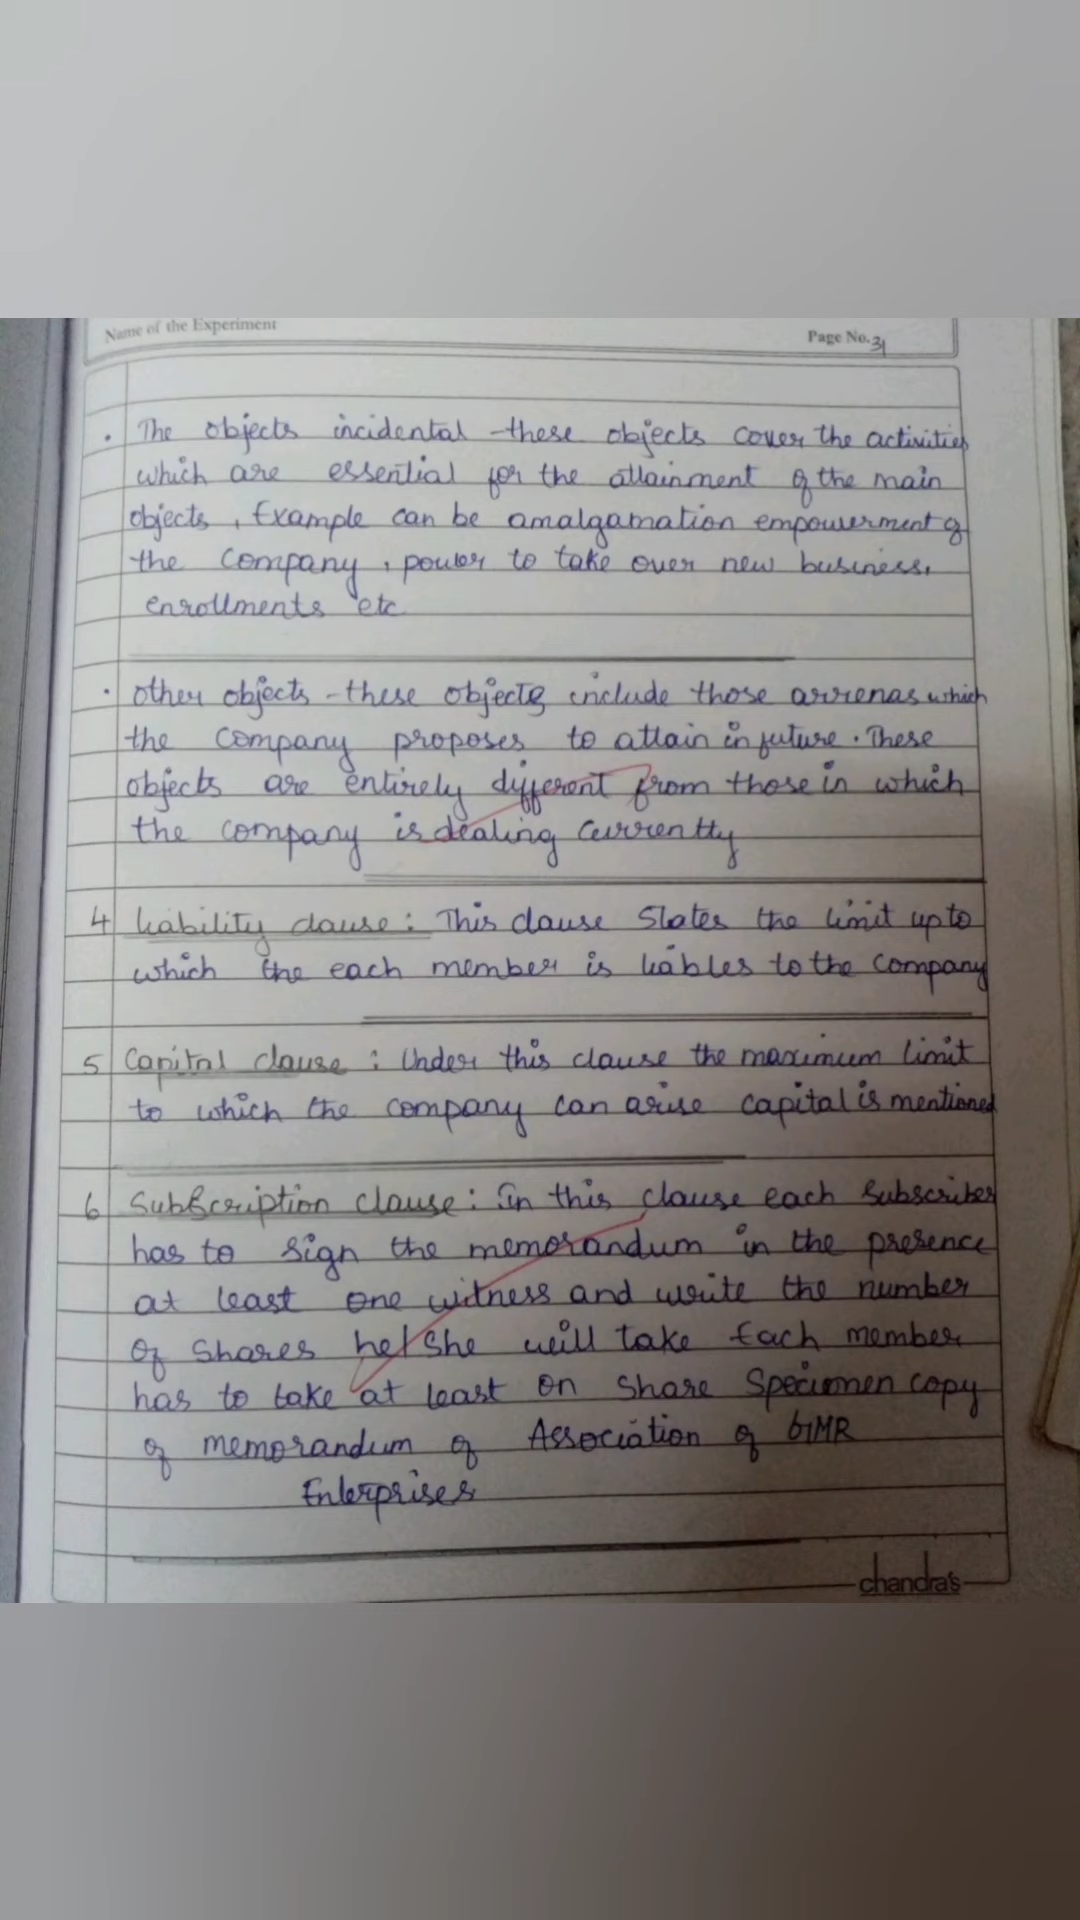 Name of the Experiment
Page No. 31
. The objects incidental - these objects cover the activities
which are essential for the attainment of the main
objects, Example can be amalgamation empowerment of
the company, power to take over new business,
enrollments etc
. other objects - these objects include those arrenas which
the company proposes to attain in future. These
objects are entirely different from those in which
the company is dealing currently
4 liability clause: This clause States the limit up to
which the each member is liables to the company
5 Capital clause: Under this clause the maximum limit
to which the company can arise capital is mentioned
6 Subscription clause: In this clause each subscriber
has to sign the memorandum in the presence
at least one witness and write the number
of shares he/she will take Each member
has to take at least on share Specimen copy
of memorandum of Association of GMR
Enterprises
chandra's